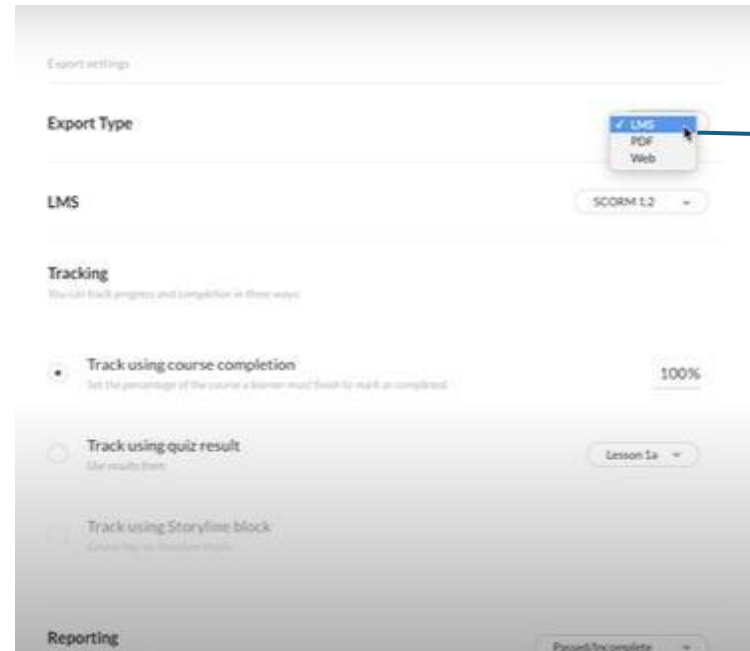 Export settings
Export Type
✓ LMS
PDF
Web
LMS
SCORM 1.2
Tracking
You can track progress and completion in three ways:
Track using course completion
Set the percentage of the course a learner must finish to mark as completed.
100%
Track using quiz result
Use results from:
Lesson 1a
Track using Storyline block
Reporting
Passed/Incomplete